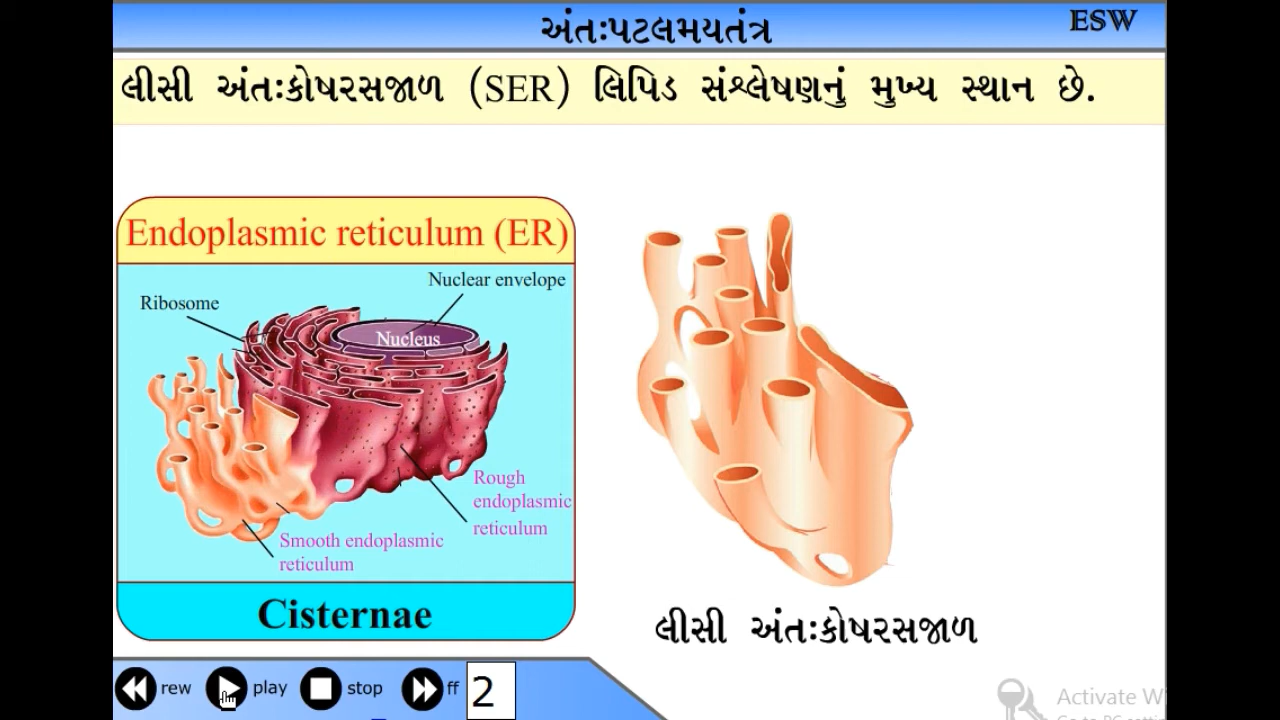 અંતઃપટલમયતંત્ર
ESW
લીસી અંતઃકોષરસજાળ (SER) લિપિડ સંશ્લેષણનું મુખ્ય સ્થાન છે.
Endoplasmic reticulum (ER)
Nuclear envelope
Ribosome
Nucleus
Rough
endoplasmic
reticulum
Smooth endoplasmic
reticulum
Cisternae
લીસી અંતઃકોષરસજાળ
rew play stop ff 2
Activate